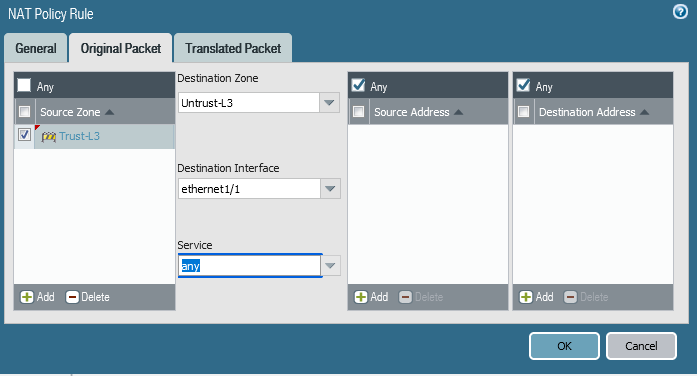 NAT Policy Rule
General
Original Packet
Translated Packet
Any
Source Zone
Trust-L3
Add
Delete
Destination Zone
Untrust-L3
Destination Interface
ethernet1/1
Service
any
Any
Source Address
Add
Delete
Any
Destination Address
Add
Delete
OK
Cancel